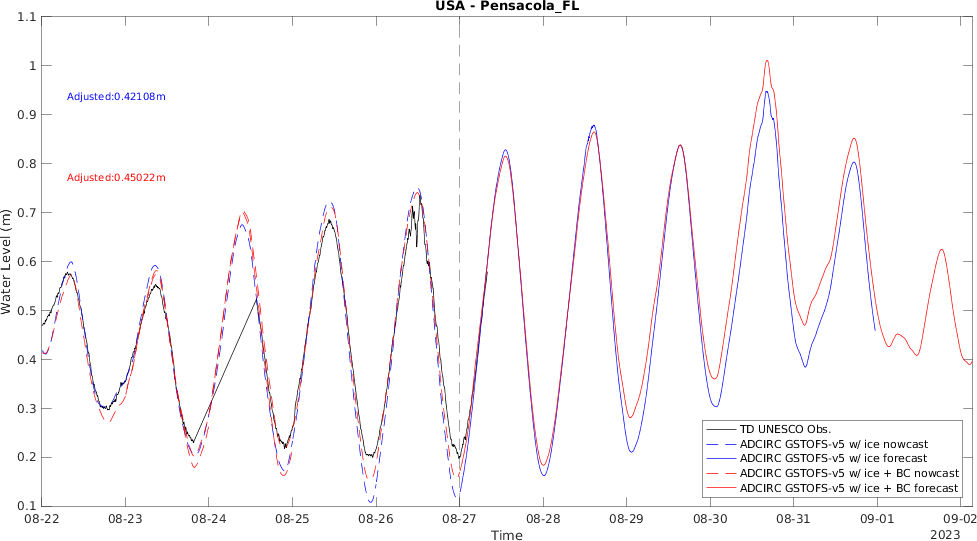 USA - Pensacola_FL
1.1
1
0.9
0.8
0.7
0.6
0.5
0.4
0.3
0.2
0.1
Water Level (m)
Adjusted:0.42108m
Adjusted:0.45022m
TD UNESCO Obs.
ADCIRC GSTOFS-v5 w/ ice nowcast
ADCIRC GSTOFS-v5 w/ ice forecast
ADCIRC GSTOFS-v5 w/ ice + BC nowcast
ADCIRC GSTOFS-v5 w/ ice + BC forecast
08-22 08-23 08-24 08-25 08-26 08-27 08-28 08-29 08-30 08-31 09-01 09-02
Time
2023